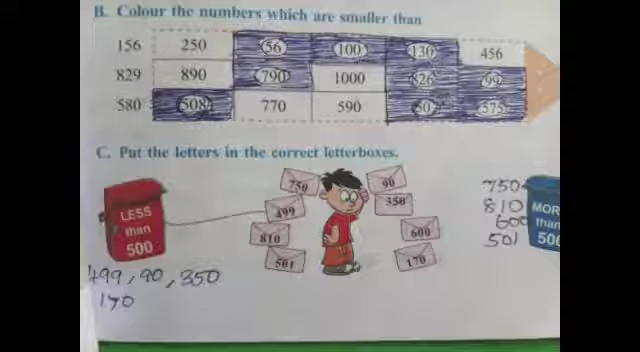 B. Colour the numbers which are smaller than
156 250 56 100 130 456
829 890 790 1000 826 99
580 508 770 590 507 575
C. Put the letters in the correct letterboxes.
LESS
than
500
750
499
810
501
90
350
600
170
MOR
than
500
499, 90, 350
170
750
810
600
501